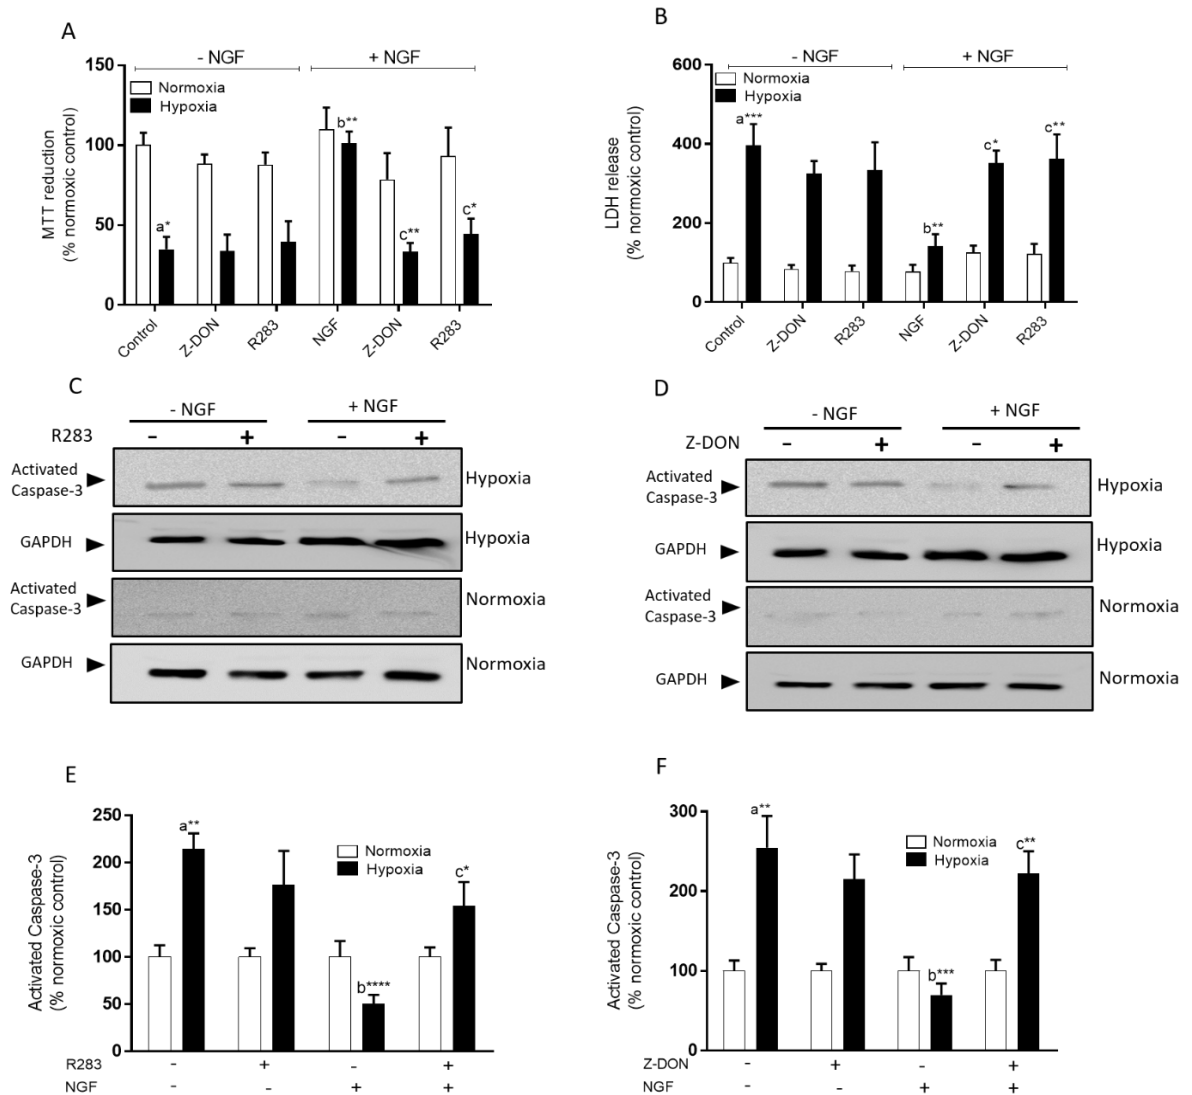 A
- NGF
+ NGF
150
100
50
0
MTT reduction
(% normoxic control)
Normoxia
Hypoxia
a*
b**
c**
c*
Control
Z-DON
R283
NGF
Z-DON
R283
B
- NGF
+ NGF
600
400
200
0
LDH release
(% normoxic control)
Normoxia
Hypoxia
a***
b**
c*
c**
Control
Z-DON
R283
NGF
Z-DON
R283
C
- NGF
+ NGF
R283
- + - +
Activated
Caspase-3
Hypoxia
GAPDH
Hypoxia
Activated
Caspase-3
Normoxia
GAPDH
Normoxia
D
- NGF
+ NGF
Z-DON
- + - +
Activated
Caspase-3
Hypoxia
GAPDH
Hypoxia
Activated
Caspase-3
Normoxia
GAPDH
Normoxia
E
250
200
150
100
50
0
Activated Caspase-3
(% normoxic control)
Normoxia
Hypoxia
a**
b****
c*
R283 - + - +
NGF - - + +
F
300
200
100
0
Activated Caspase-3
(% normoxic control)
Normoxia
Hypoxia
a**
b***
c**
Z-DON - + - +
NGF - - + +